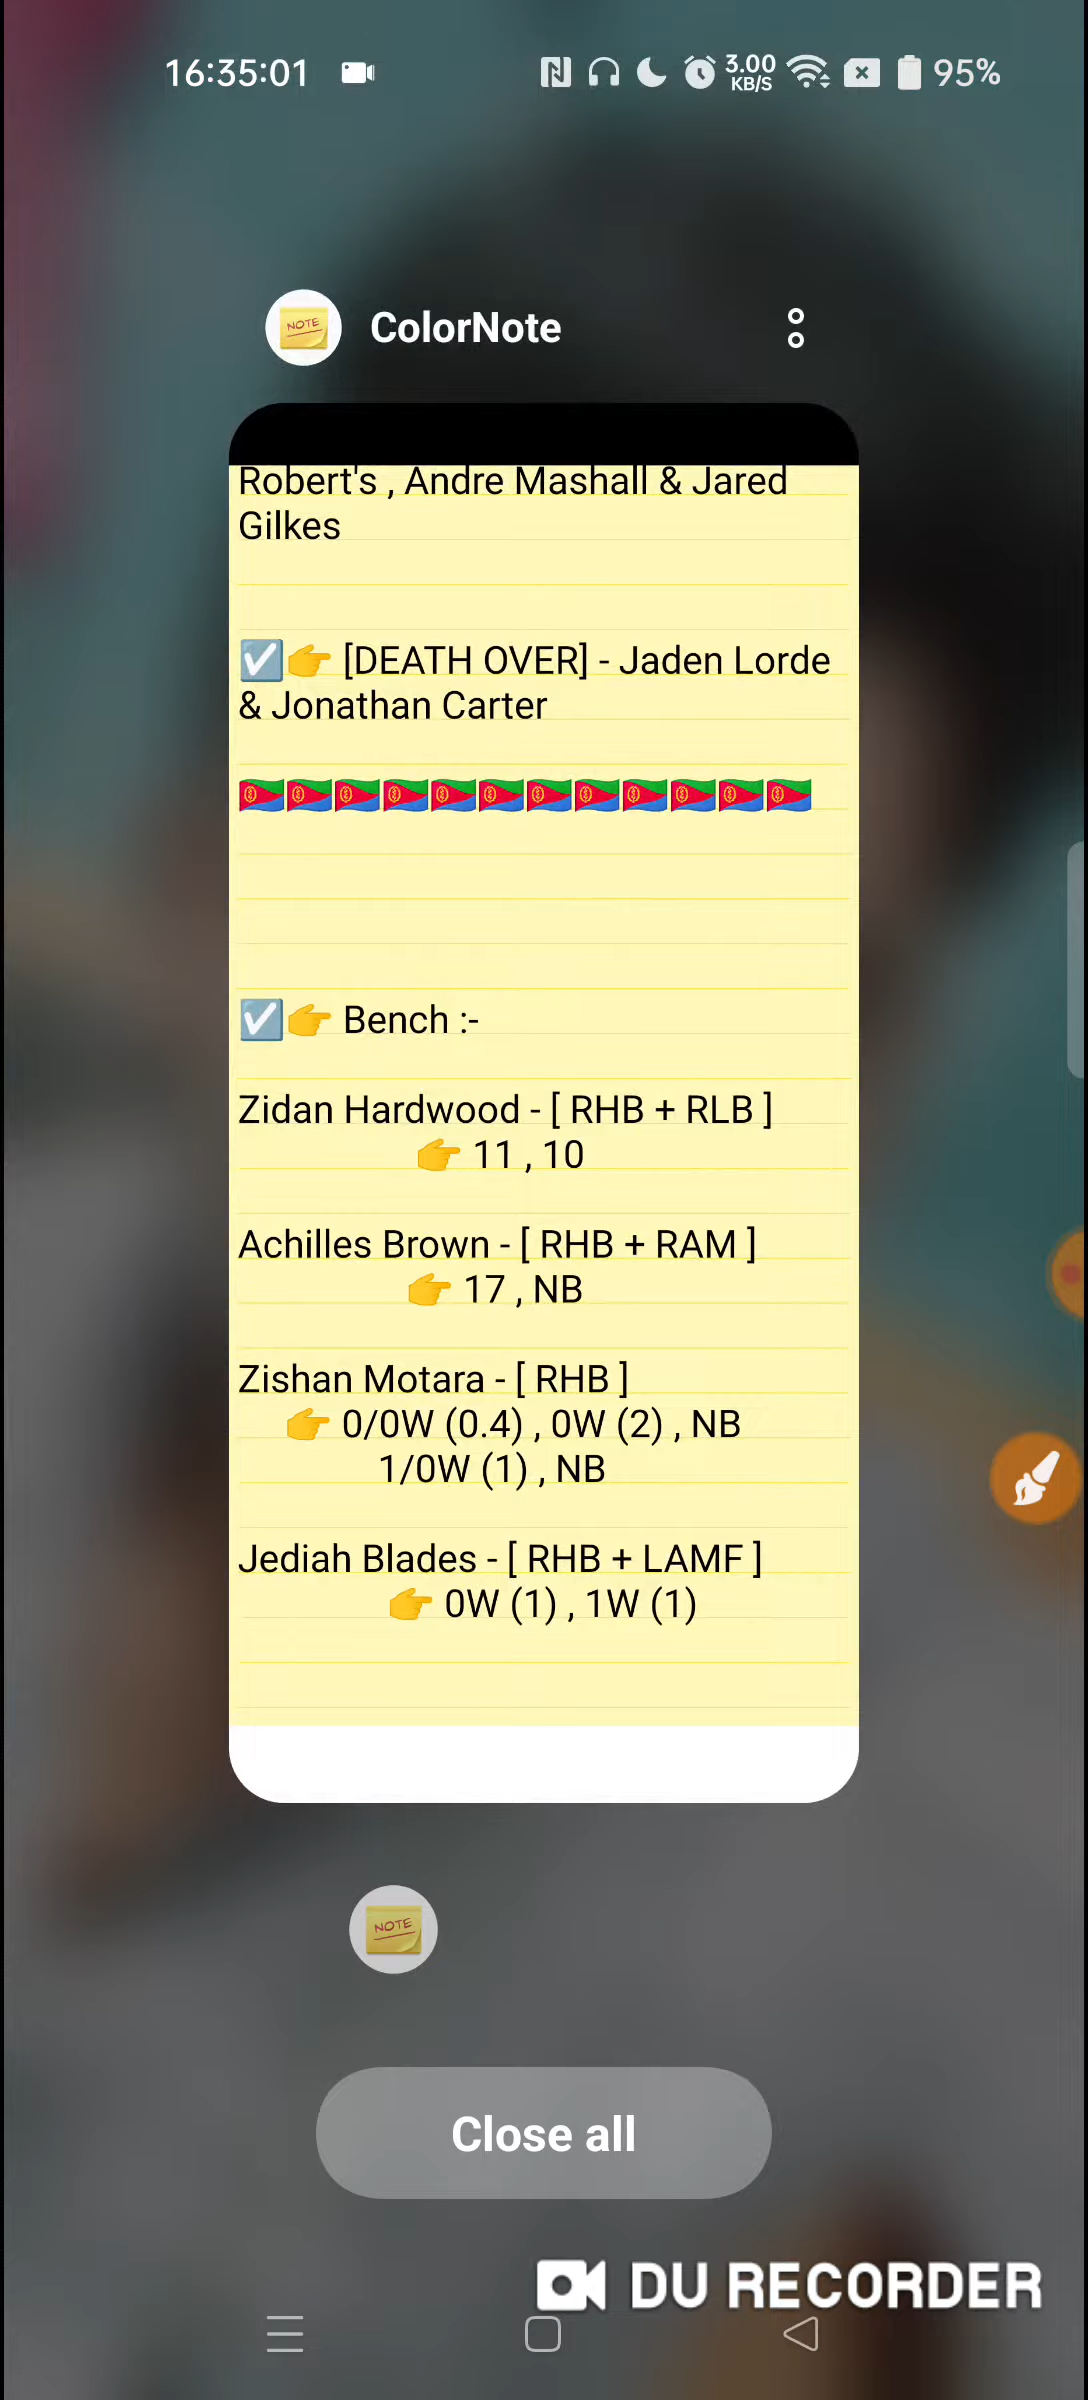 16:35:01 3.00 KB/S 95%
NOTE ColorNote
Robert's , Andre Mashall & Jared
Gilkes
☑👉 [DEATH OVER] - Jaden Lorde
& Jonathan Carter
🇪🇷🇪🇷🇪🇷🇪🇷🇪🇷🇪🇷🇪🇷🇪🇷🇪🇷🇪🇷🇪🇷🇪🇷
☑👉 Bench :-
Zidan Hardwood - [ RHB + RLB ]
👉 11 , 10
Achilles Brown - [ RHB + RAM ]
👉 17 , NB
Zishan Motara - [ RHB ]
👉 0/0W (0.4) , 0W (2) , NB
1/0W (1) , NB
Jediah Blades - [ RHB + LAMF ]
👉 0W (1) , 1W (1)
NOTE
Close all
DU RECORDER